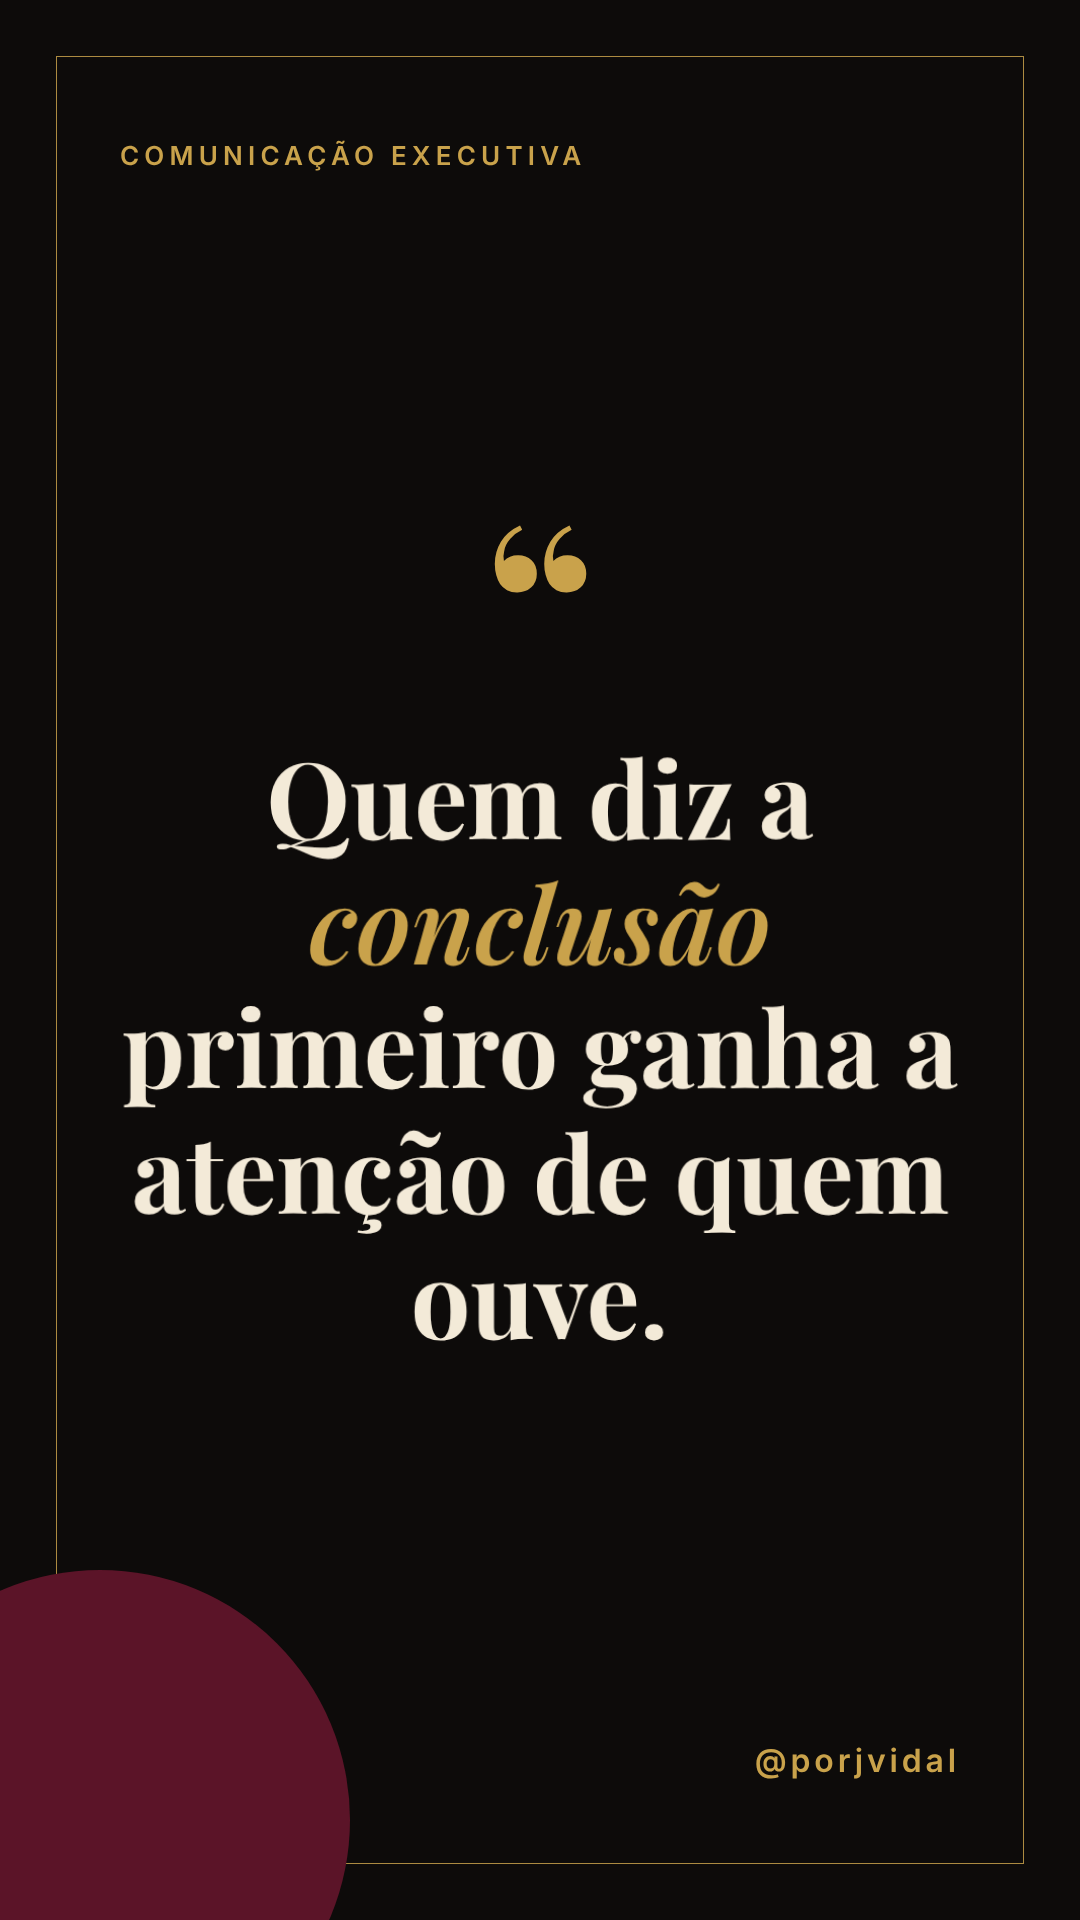 COMUNICAÇÃO EXECUTIVA
“
Quem diz a
conclusão
primeiro ganha a
atenção de quem
ouve.
@porjvidal